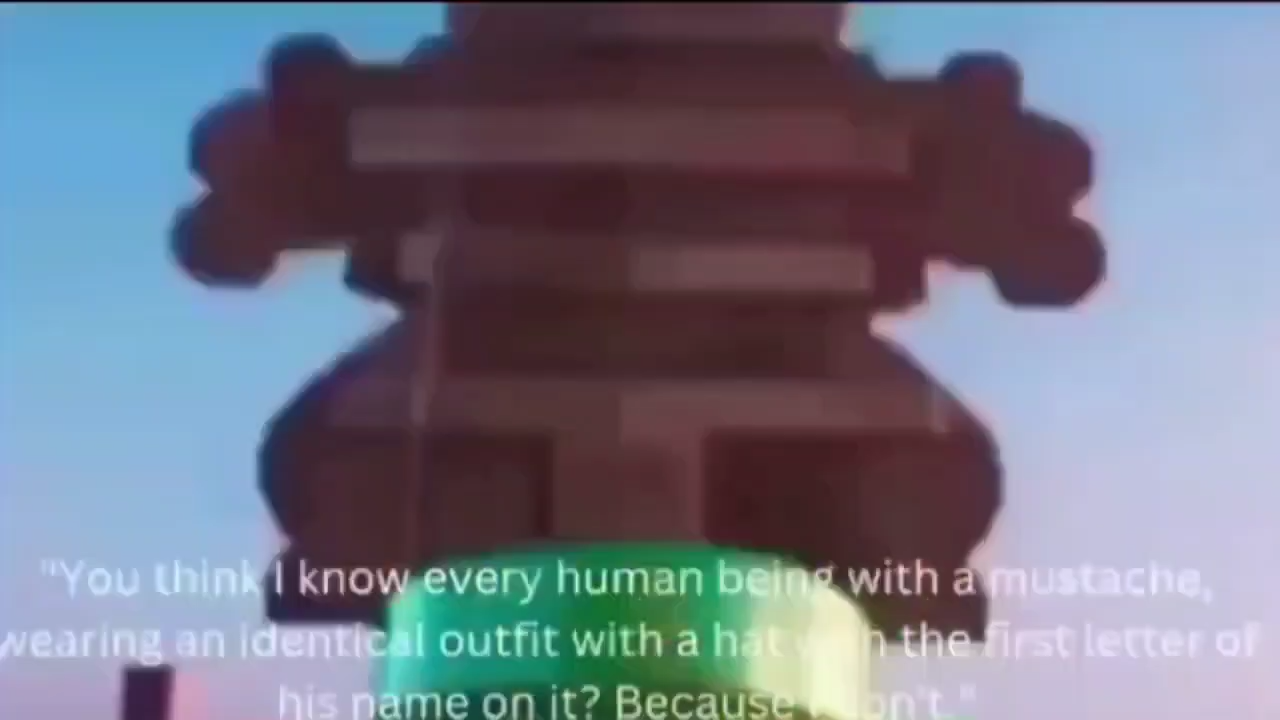 "You think I know every human being with a mustache,
wearing an identical outfit with a hat with the first letter of
his name on it? Because I don't."